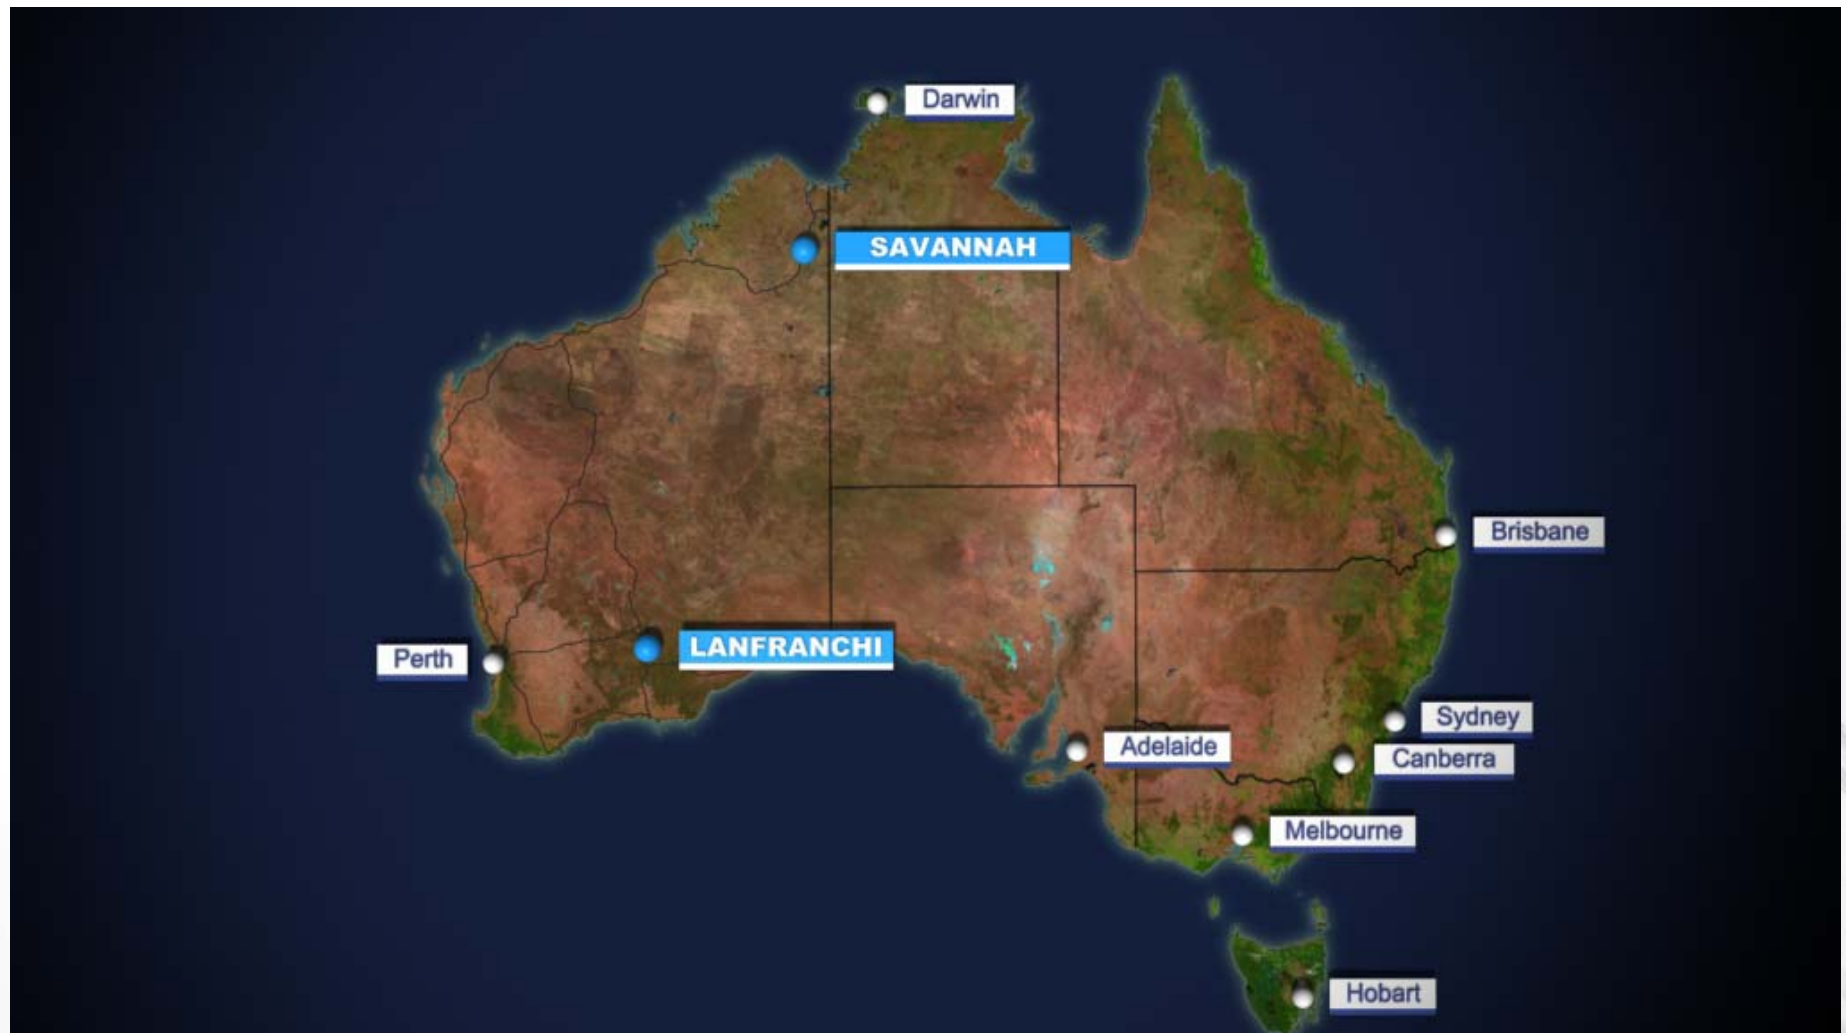 Darwin
SAVANNAH
Brisbane
LANFRANCHI
Perth
Sydney
Adelaide
Canberra
Melbourne
Hobart